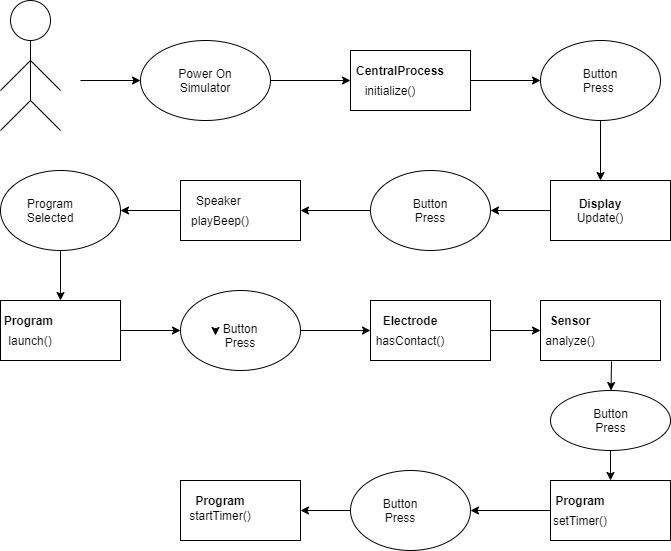 Power On
Simulator
CentralProcess
initialize()
Button
Press
Program
Selected
Speaker
playBeep()
Button
Press
Display
Update()
Program
launch()
Button
Press
Electrode
hasContact()
Sensor
analyze()
Button
Press
Program
startTimer()
Button
Press
Program
setTimer()